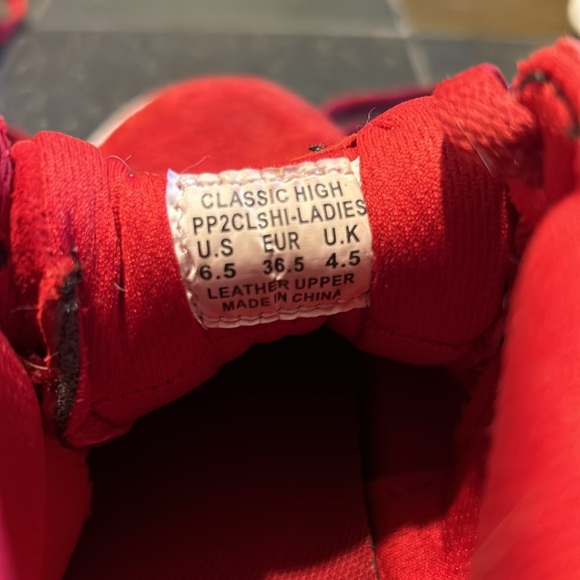 CLASSIC HIGH
PP2CLSHI-LADIES
U.S EUR U.K
6.5 36.5 4.5
LEATHER UPPER
MADE IN CHINA